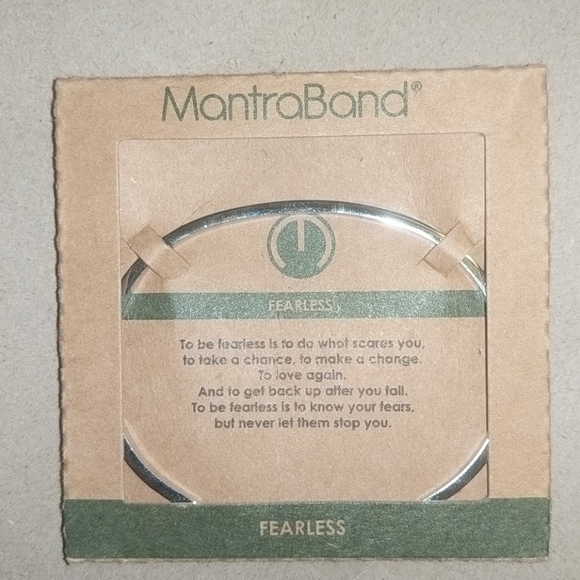 MantraBand®
FEARLESS
To be fearless is to do what scares you,
to take a chance, to make a change.
To love again.
And to get back up after you fall.
To be fearless is to know your fears,
but never let them stop you.
FEARLESS